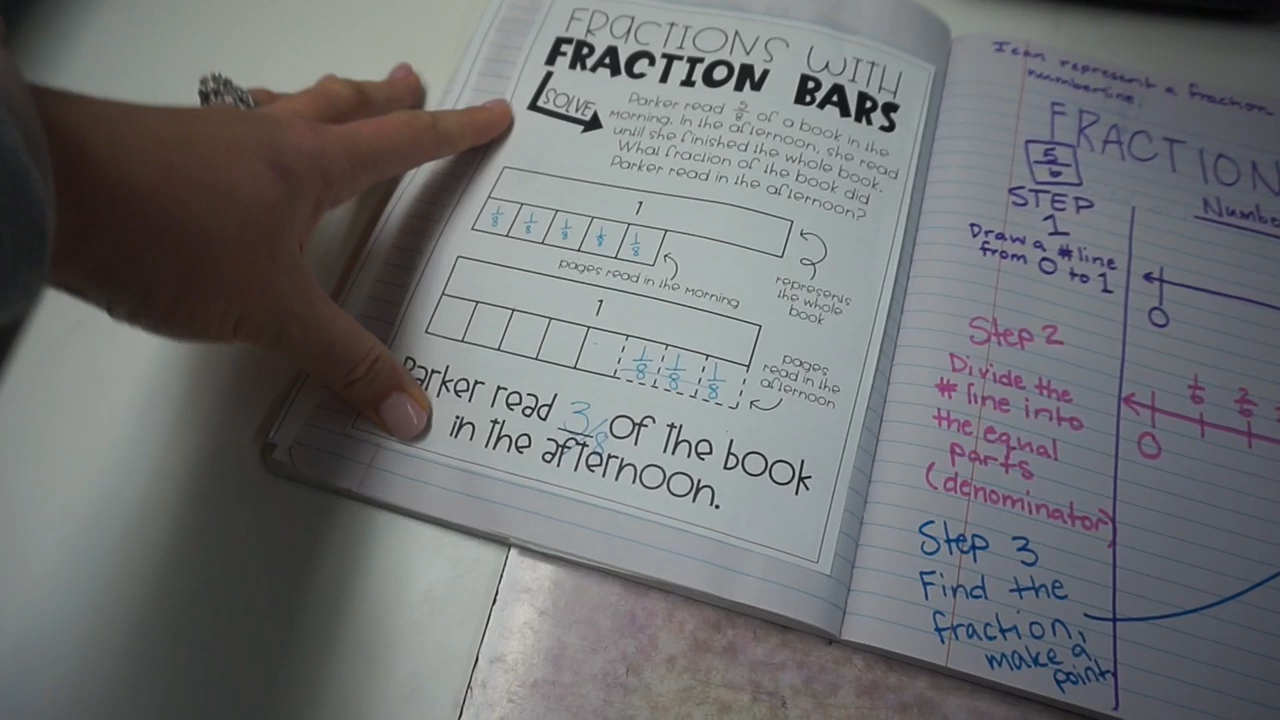 FRACTIONS WITH
FRACTION BARS
SOLVE
Parker read 5/8 of a book in the
morning. In the afternoon, she read
until she finished the whole book.
What fraction of the book did
Parker read in the afternoon?
1
1/8 1/8 1/8 1/8 1/8
pages read in the morning
represents
the whole
book
1
1/8 1/8 1/8
pages
read in the
afternoon
Parker read 3/8 of the book
in the afternoon.
I can represent a fraction
numberline.
FRACTION
5/6
Numbe
STEP
1
Draw a # line
from 0 to 1
0
Step 2
Divide the
# line into
the equal
parts
(denominator)
1/6 2/6
0
Step 3
Find the
fraction,
make a
point